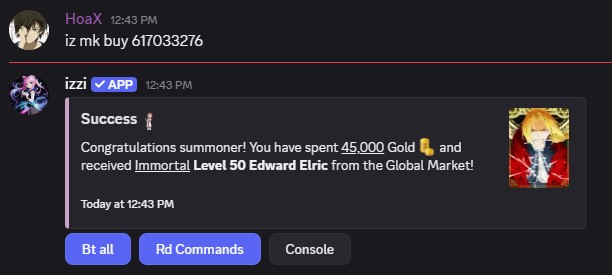 HoaX 12:43 PM
iz mk buy 617033276
izzi ✓ APP 12:43 PM
Success
Congratulations summoner! You have spent 45,000 Gold and
received Immortal Level 50 Edward Elric from the Global Market!
Today at 12:43 PM
Bt all Rd Commands Console